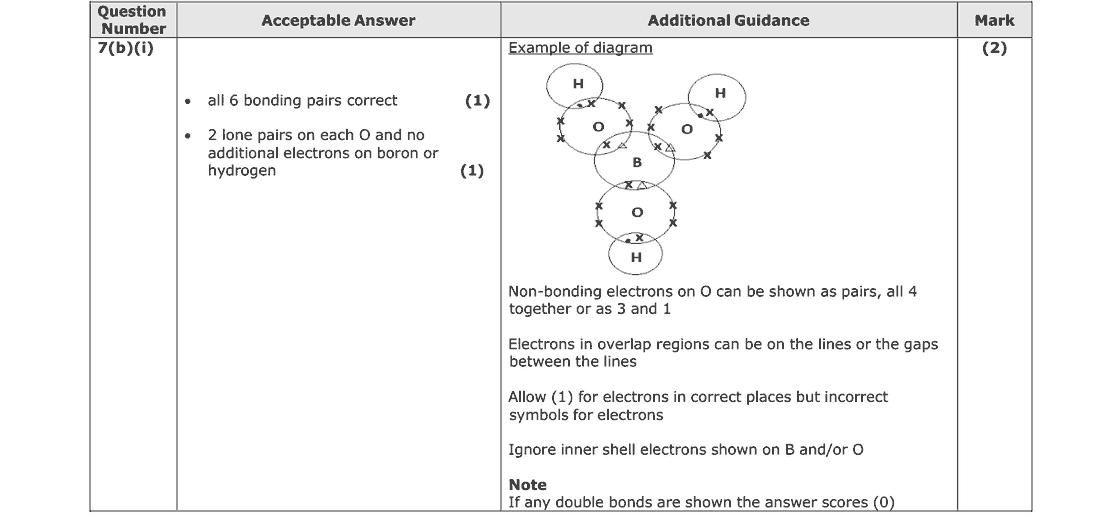 Question Number
Acceptable Answer
Additional Guidance
Mark
7(b)(i)
• all 6 bonding pairs correct (1)
• 2 lone pairs on each O and no
additional electrons on boron or
hydrogen (1)
Example of diagram
(2)
H
H
O
O
B
O
H
Non-bonding electrons on O can be shown as pairs, all 4
together or as 3 and 1
Electrons in overlap regions can be on the lines or the gaps
between the lines
Allow (1) for electrons in correct places but incorrect
symbols for electrons
Ignore inner shell electrons shown on B and/or O
Note
If any double bonds are shown the answer scores (0)